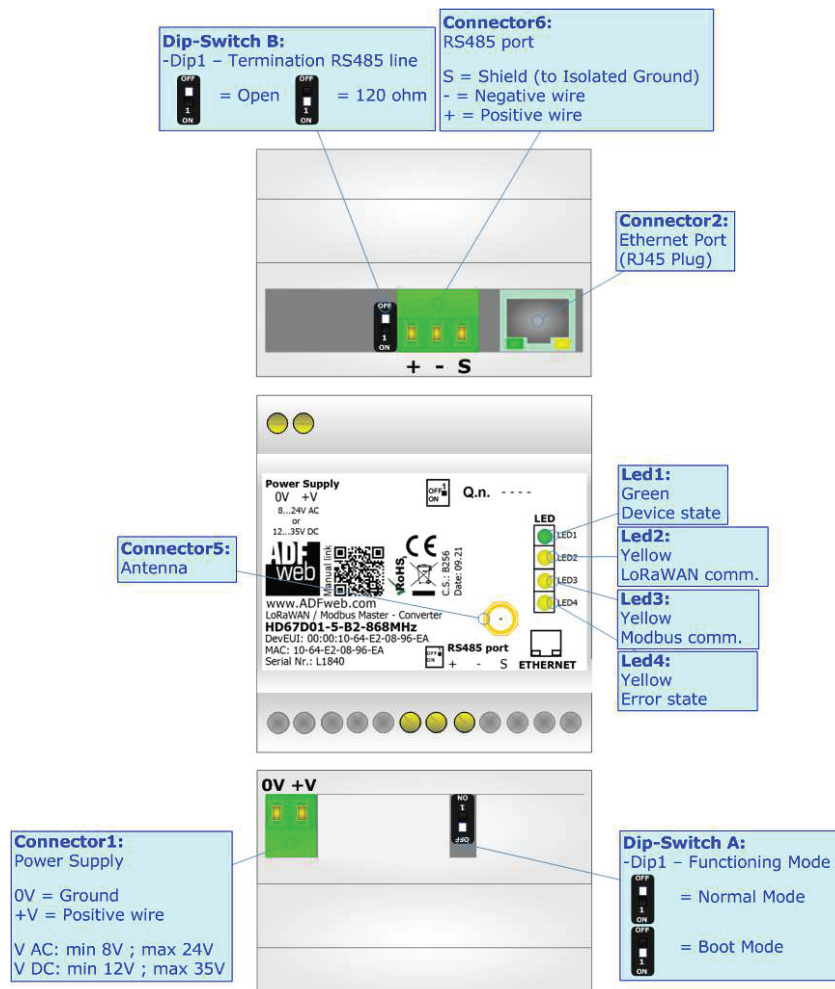 Dip-Switch B:
-Dip1 – Termination RS485 line
OFF
1
ON
= Open
OFF
1
ON
= 120 ohm
Connector6:
RS485 port
S = Shield (to Isolated Ground)
- = Negative wire
+ = Positive wire
Connector2:
Ethernet Port
(RJ45 Plug)
OFF
1
ON
+ - S
Power Supply
0V +V
8...24V AC
or
12...35V DC
OFF 1
ON
Q.n. ----
LED
LED1
LED2
LED3
LED4
ADF
web
Manual link
RoHS
CE
C.S.: B256
Date: 09.21
www.ADFweb.com
LoRaWAN / Modbus Master - Converter
HD67D01-5-B2-868MHz
DevEUI: 00:00:10-64-E2-08-96-EA
MAC: 10-64-E2-08-96-EA
Serial Nr.: L1840
OFF
ON
RS485 port
+ - S
ETHERNET
Connector5:
Antenna
Led1:
Green
Device state
Led2:
Yellow
LoRaWAN comm.
Led3:
Yellow
Modbus comm.
Led4:
Yellow
Error state
0V +V
ON
1
OFF
Connector1:
Power Supply
0V = Ground
+V = Positive wire
V AC: min 8V ; max 24V
V DC: min 12V ; max 35V
Dip-Switch A:
-Dip1 – Functioning Mode
OFF
1
ON
= Normal Mode
OFF
1
ON
= Boot Mode